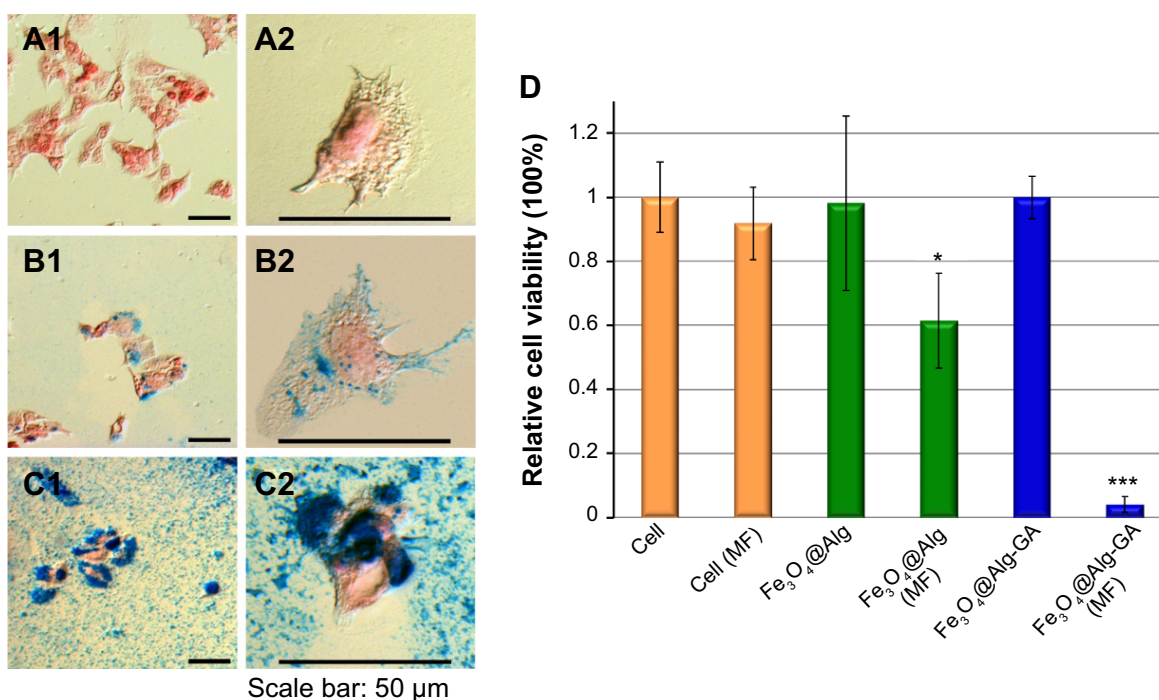 A1
A2
B1
B2
C1
C2
Scale bar: 50 µm
D
Relative cell viability (100%)
1.2
1
0.8
0.6
0.4
0.2
0
*
***
Cell
Cell (MF)
Fe₃O₄@Alg
Fe₃O₄@Alg
(MF)
Fe₃O₄@Alg-GA
Fe₃O₄@Alg-GA
(MF)